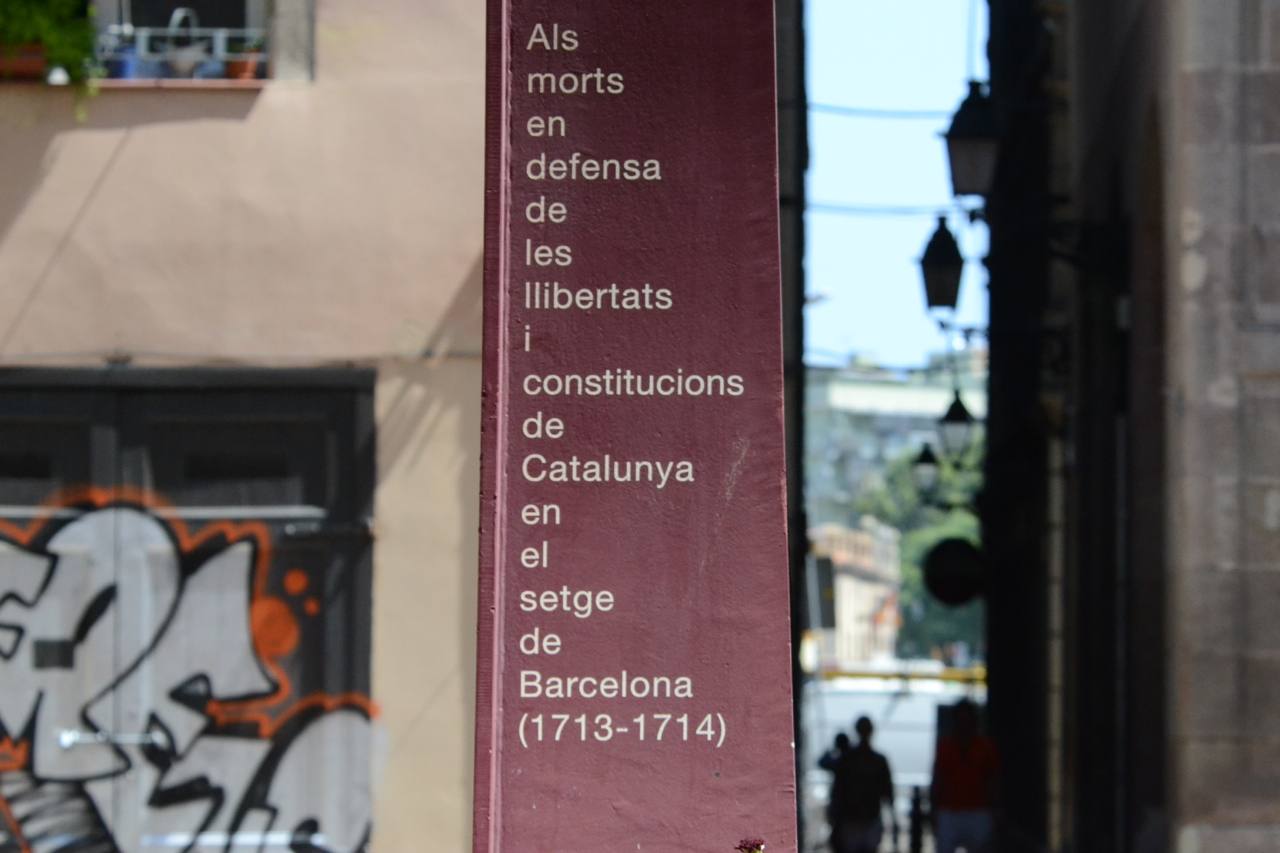 Als
morts
en
defensa
de
les
llibertats
i
constitucions
de
Catalunya
en
el
setge
de
Barcelona
(1713-1714)